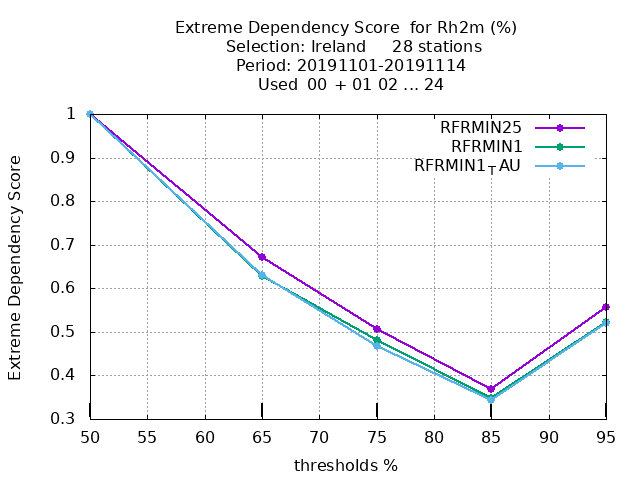 Extreme Dependency Score  for Rh2m (%)
Selection: Ireland     28 stations
Period: 20191101-20191114
Used  00  + 01 02 ... 24
RFRMIN25
RFRMIN1
RFRMIN1TAU
Extreme Dependency Score
1
0.9
0.8
0.7
0.6
0.5
0.4
0.3
50 55 60 65 70 75 80 85 90 95
thresholds %